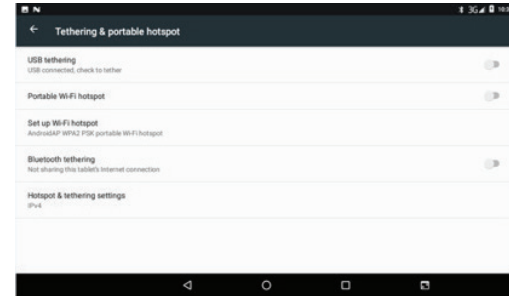 3G
Tethering & portable hotspot
USB tethering
USB connected, check to tether
Portable Wi-Fi hotspot
Set up Wi-Fi hotspot
AndroidAP WPA2 PSK portable Wi-Fi hotspot
Bluetooth tethering
Not sharing this tablet's Internet connection
Hotspot & tethering settings
IPv4